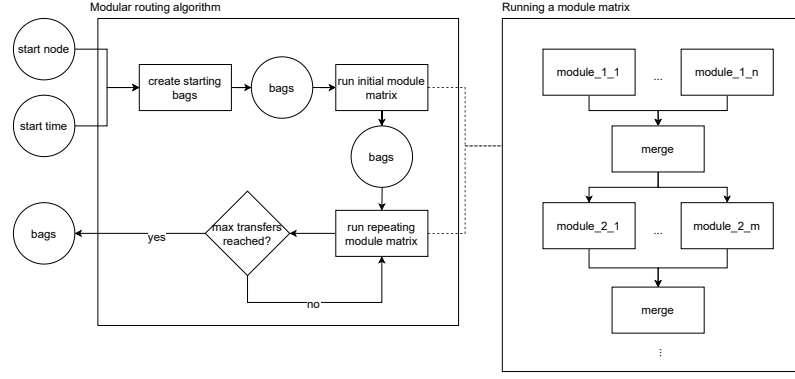 Modular routing algorithm
Running a module matrix
start node
start time
create starting
bags
bags
run initial module
matrix
bags
run repeating
module matrix
max transfers
reached?
yes
no
bags
module_1_1
...
module_1_n
merge
module_2_1
...
module_2_m
merge
...